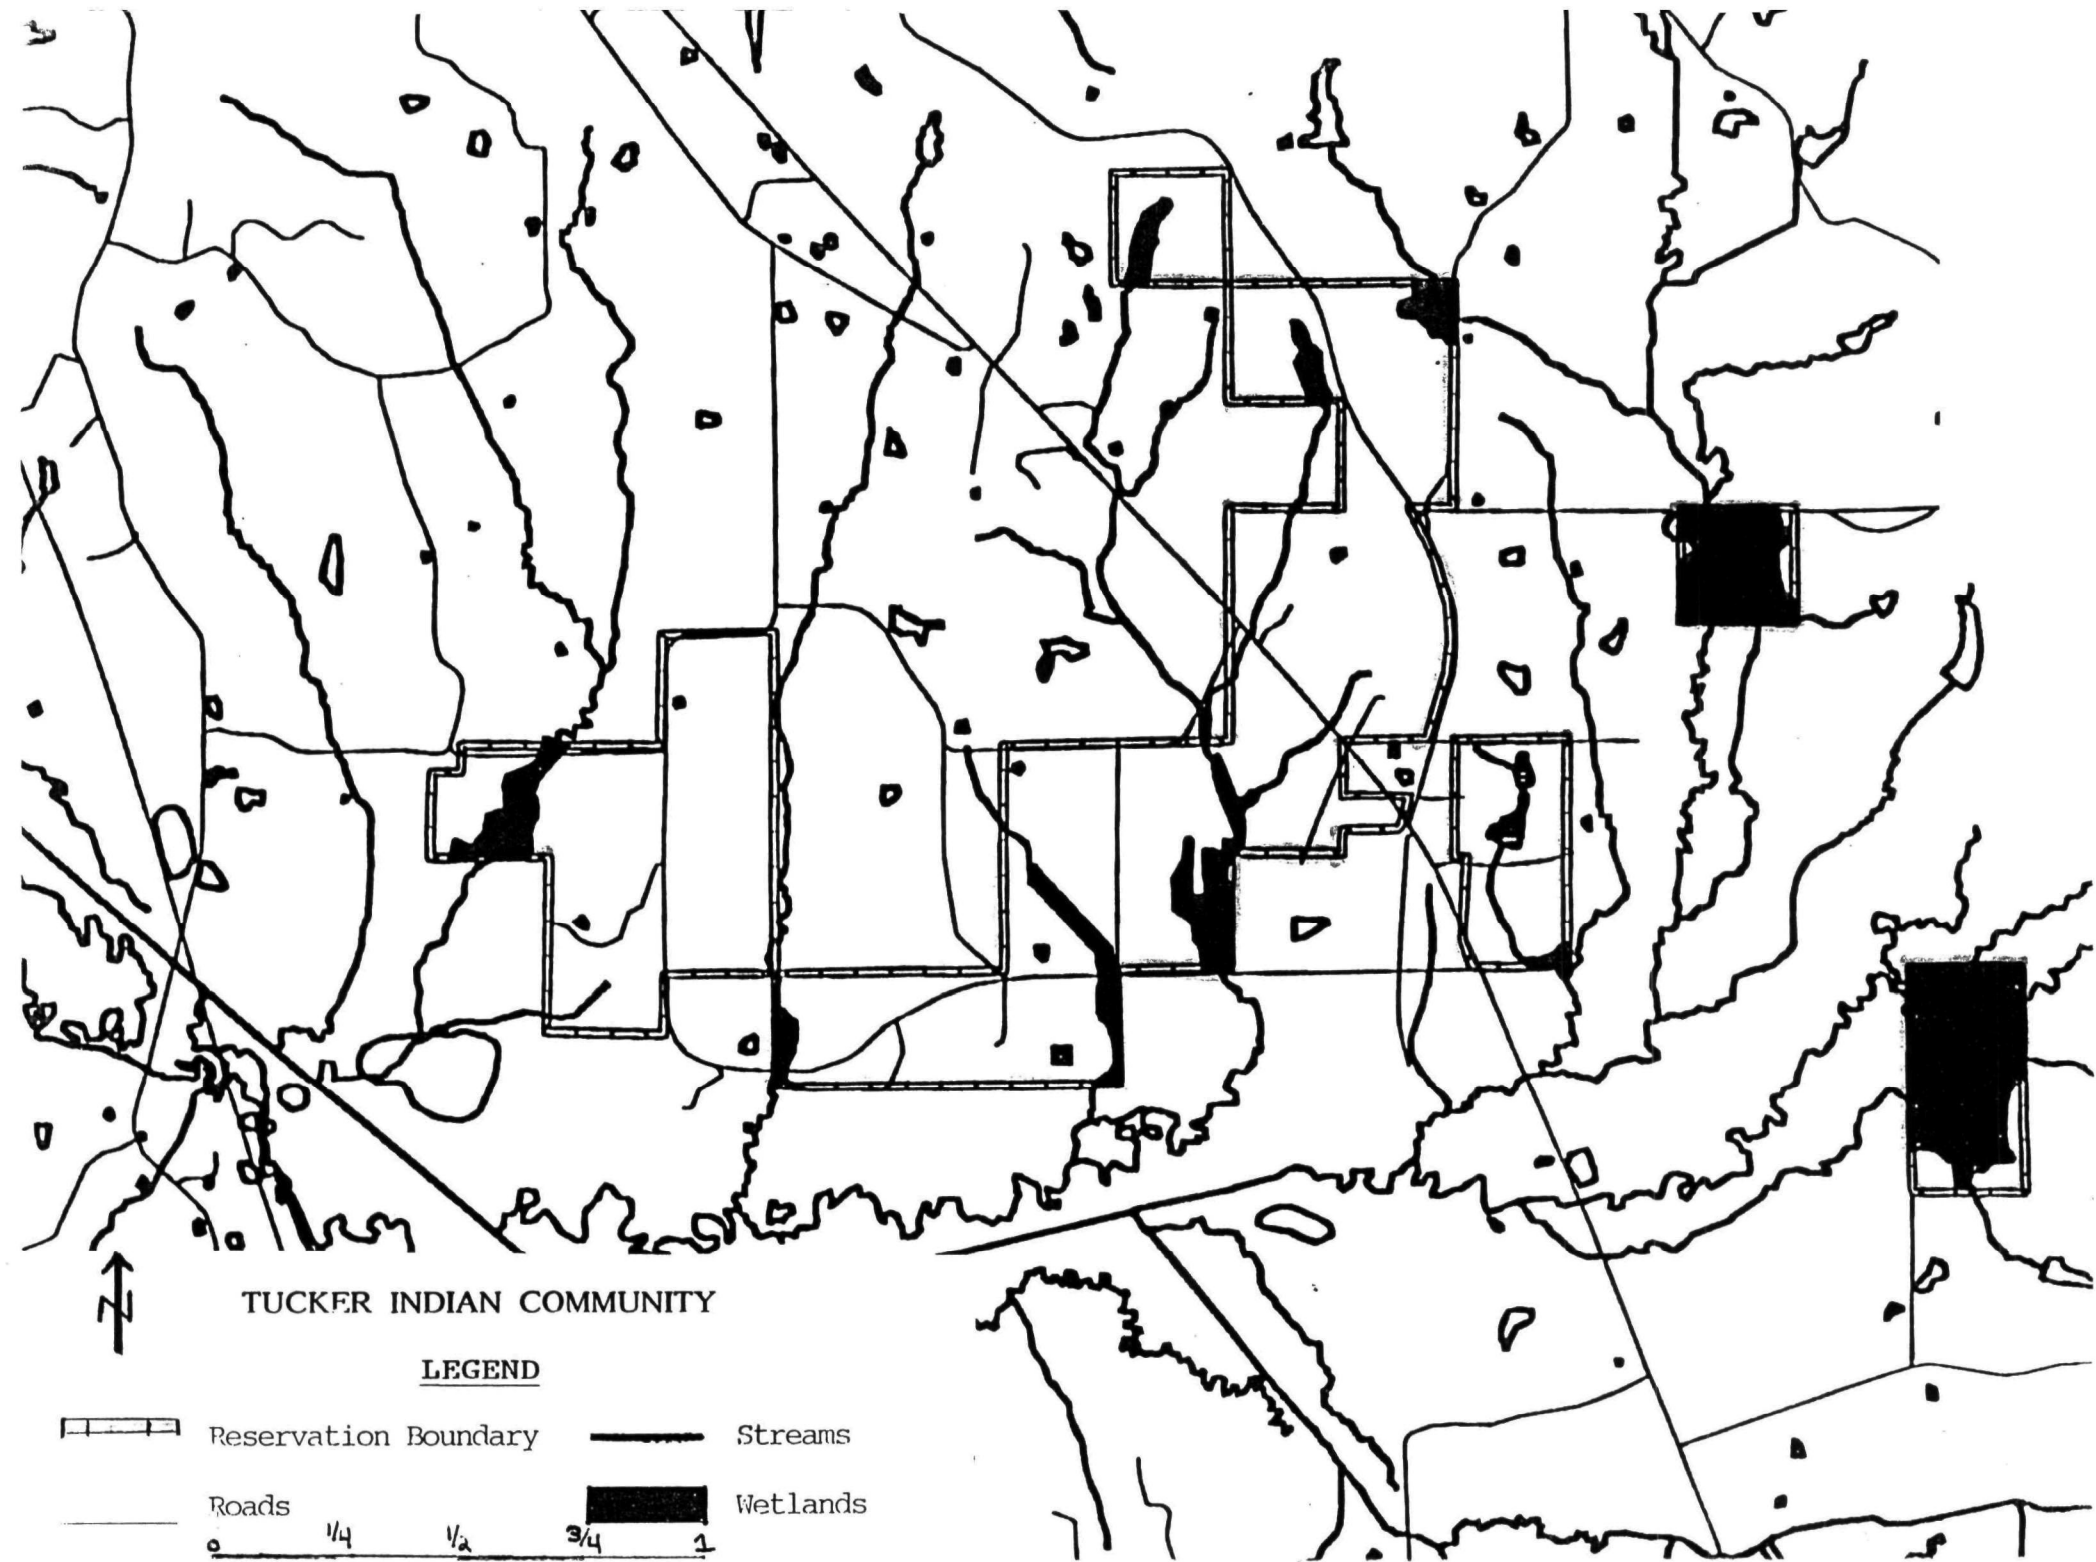 N
TUCKER INDIAN COMMUNITY
LEGEND
Reservation Boundary
Streams
Roads
Wetlands
0 1/4 1/2 3/4 1